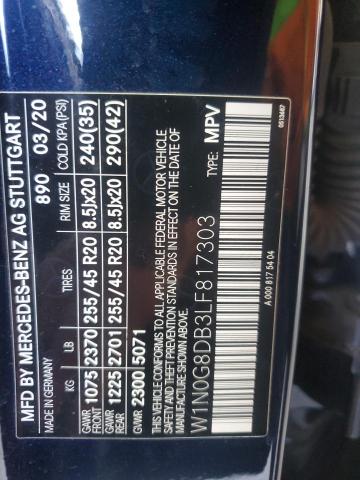 MFD BY MERCEDES-BENZ AG STUTTGART
MADE IN GERMANY 890 03/20
KG LB TIRES RIM SIZE COLD KPA(PSI)
GAWR FRONT 1075 2370 255/45 R20 8.5Jx20 240(35)
GAWR REAR 1225 2701 255/45 R20 8.5Jx20 290(42)
GVWR 2300 5071
THIS VEHICLE CONFORMS TO ALL APPLICABLE FEDERAL MOTOR VEHICLE
SAFETY, BUMPER AND THEFT PREVENTION STANDARDS IN EFFECT ON THE DATE OF
MANUFACTURE SHOWN ABOVE.
W1N0G8DB3LF817303 TYPE: MPV
A 000 817 54 04